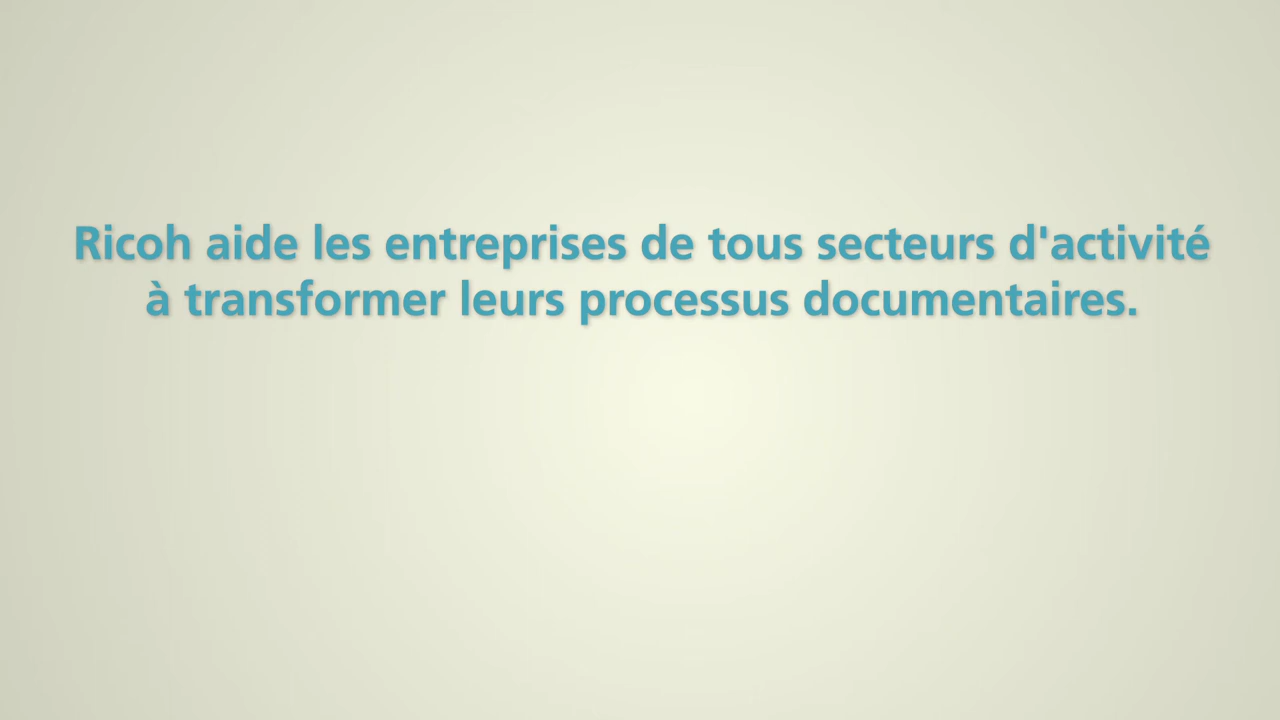 Ricoh aide les entreprises de tous secteurs d'activité
à transformer leurs processus documentaires.